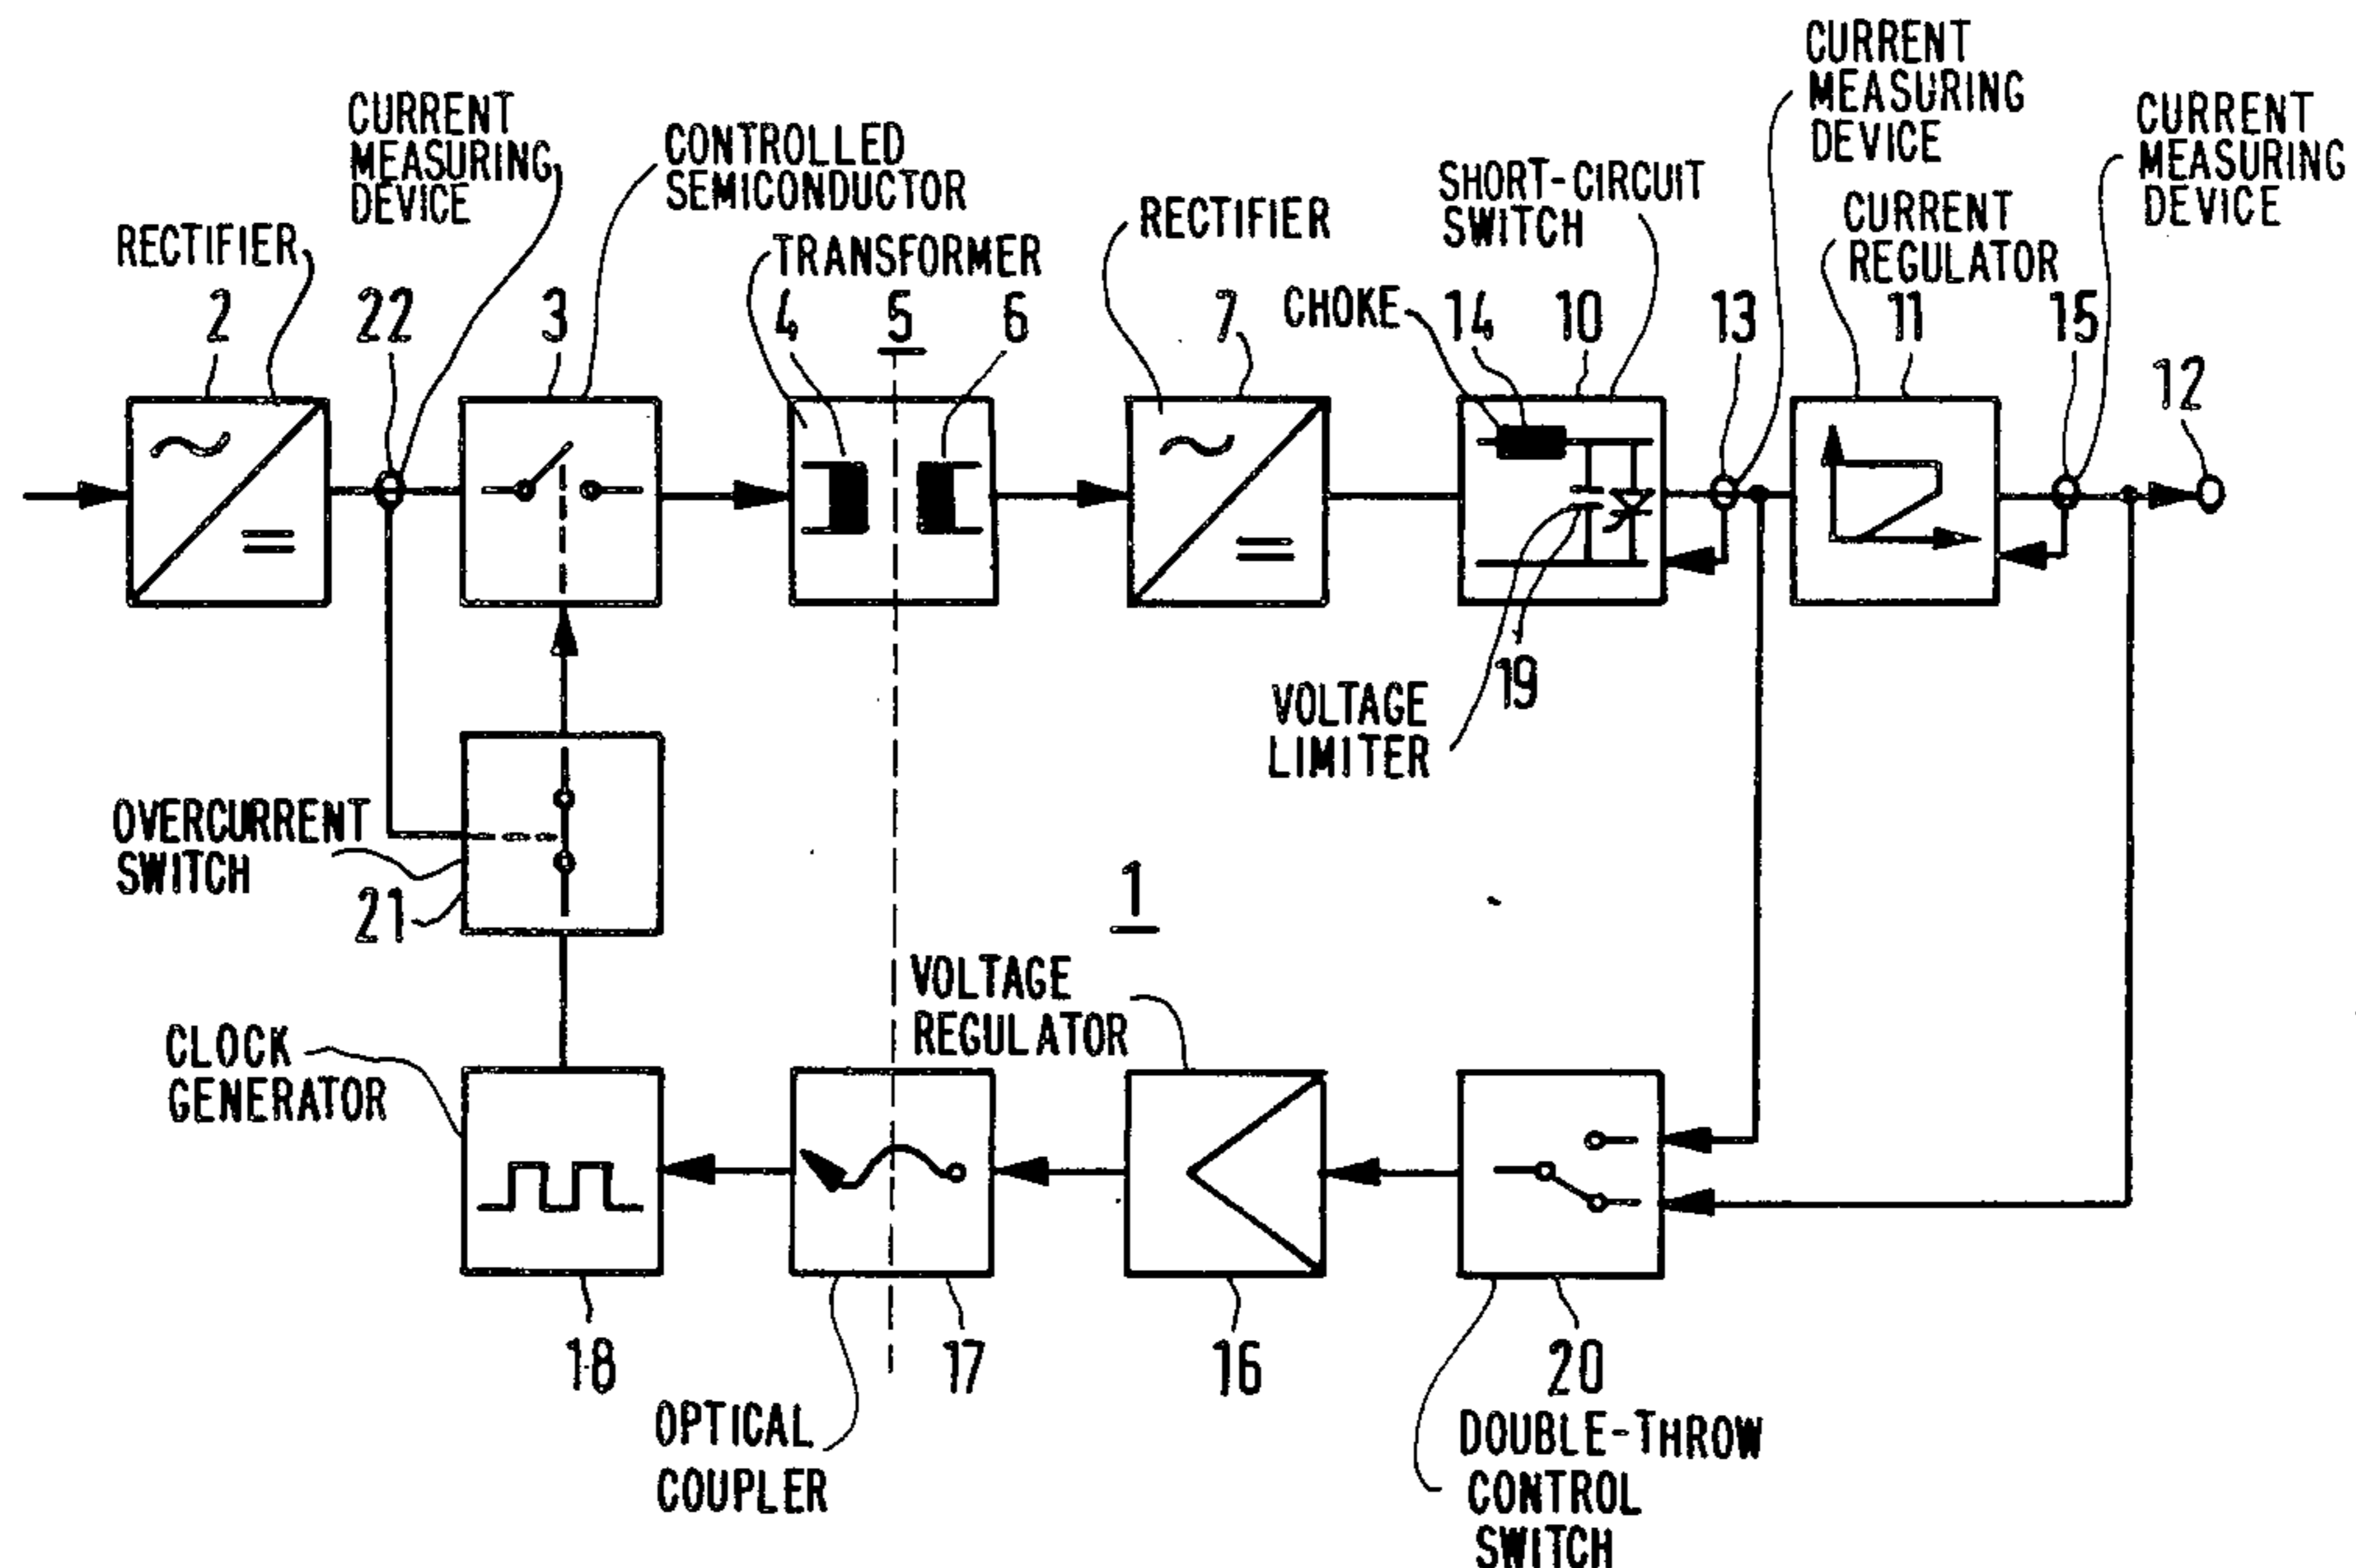 CURRENT
MEASURING
DEVICE
CURRENT
MEASURING
DEVICE
CURRENT
MEASURING
DEVICE
CONTROLLED
SEMICONDUCTOR
SHORT-CIRCUIT
SWITCH
CURRENT
REGULATOR
RECTIFIER
RECTIFIER
TRANSFORMER
CHOKE
2
22
3
4
5
6
7
14
10
13
11
15
12
19
VOLTAGE
LIMITER
OVERCURRENT
SWITCH
21
1
VOLTAGE
REGULATOR
CLOCK
GENERATOR
18
17
16
20
OPTICAL
COUPLER
DOUBLE-THROW
CONTROL
SWITCH